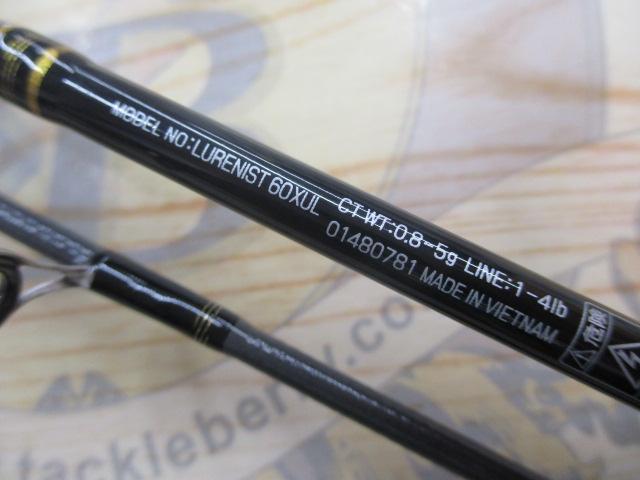 MODEL NO:LURENIST 60XUL CT WT:0.8-5g LINE:1-4lb
01480781 MADE IN VIETNAM
tackleberry.co